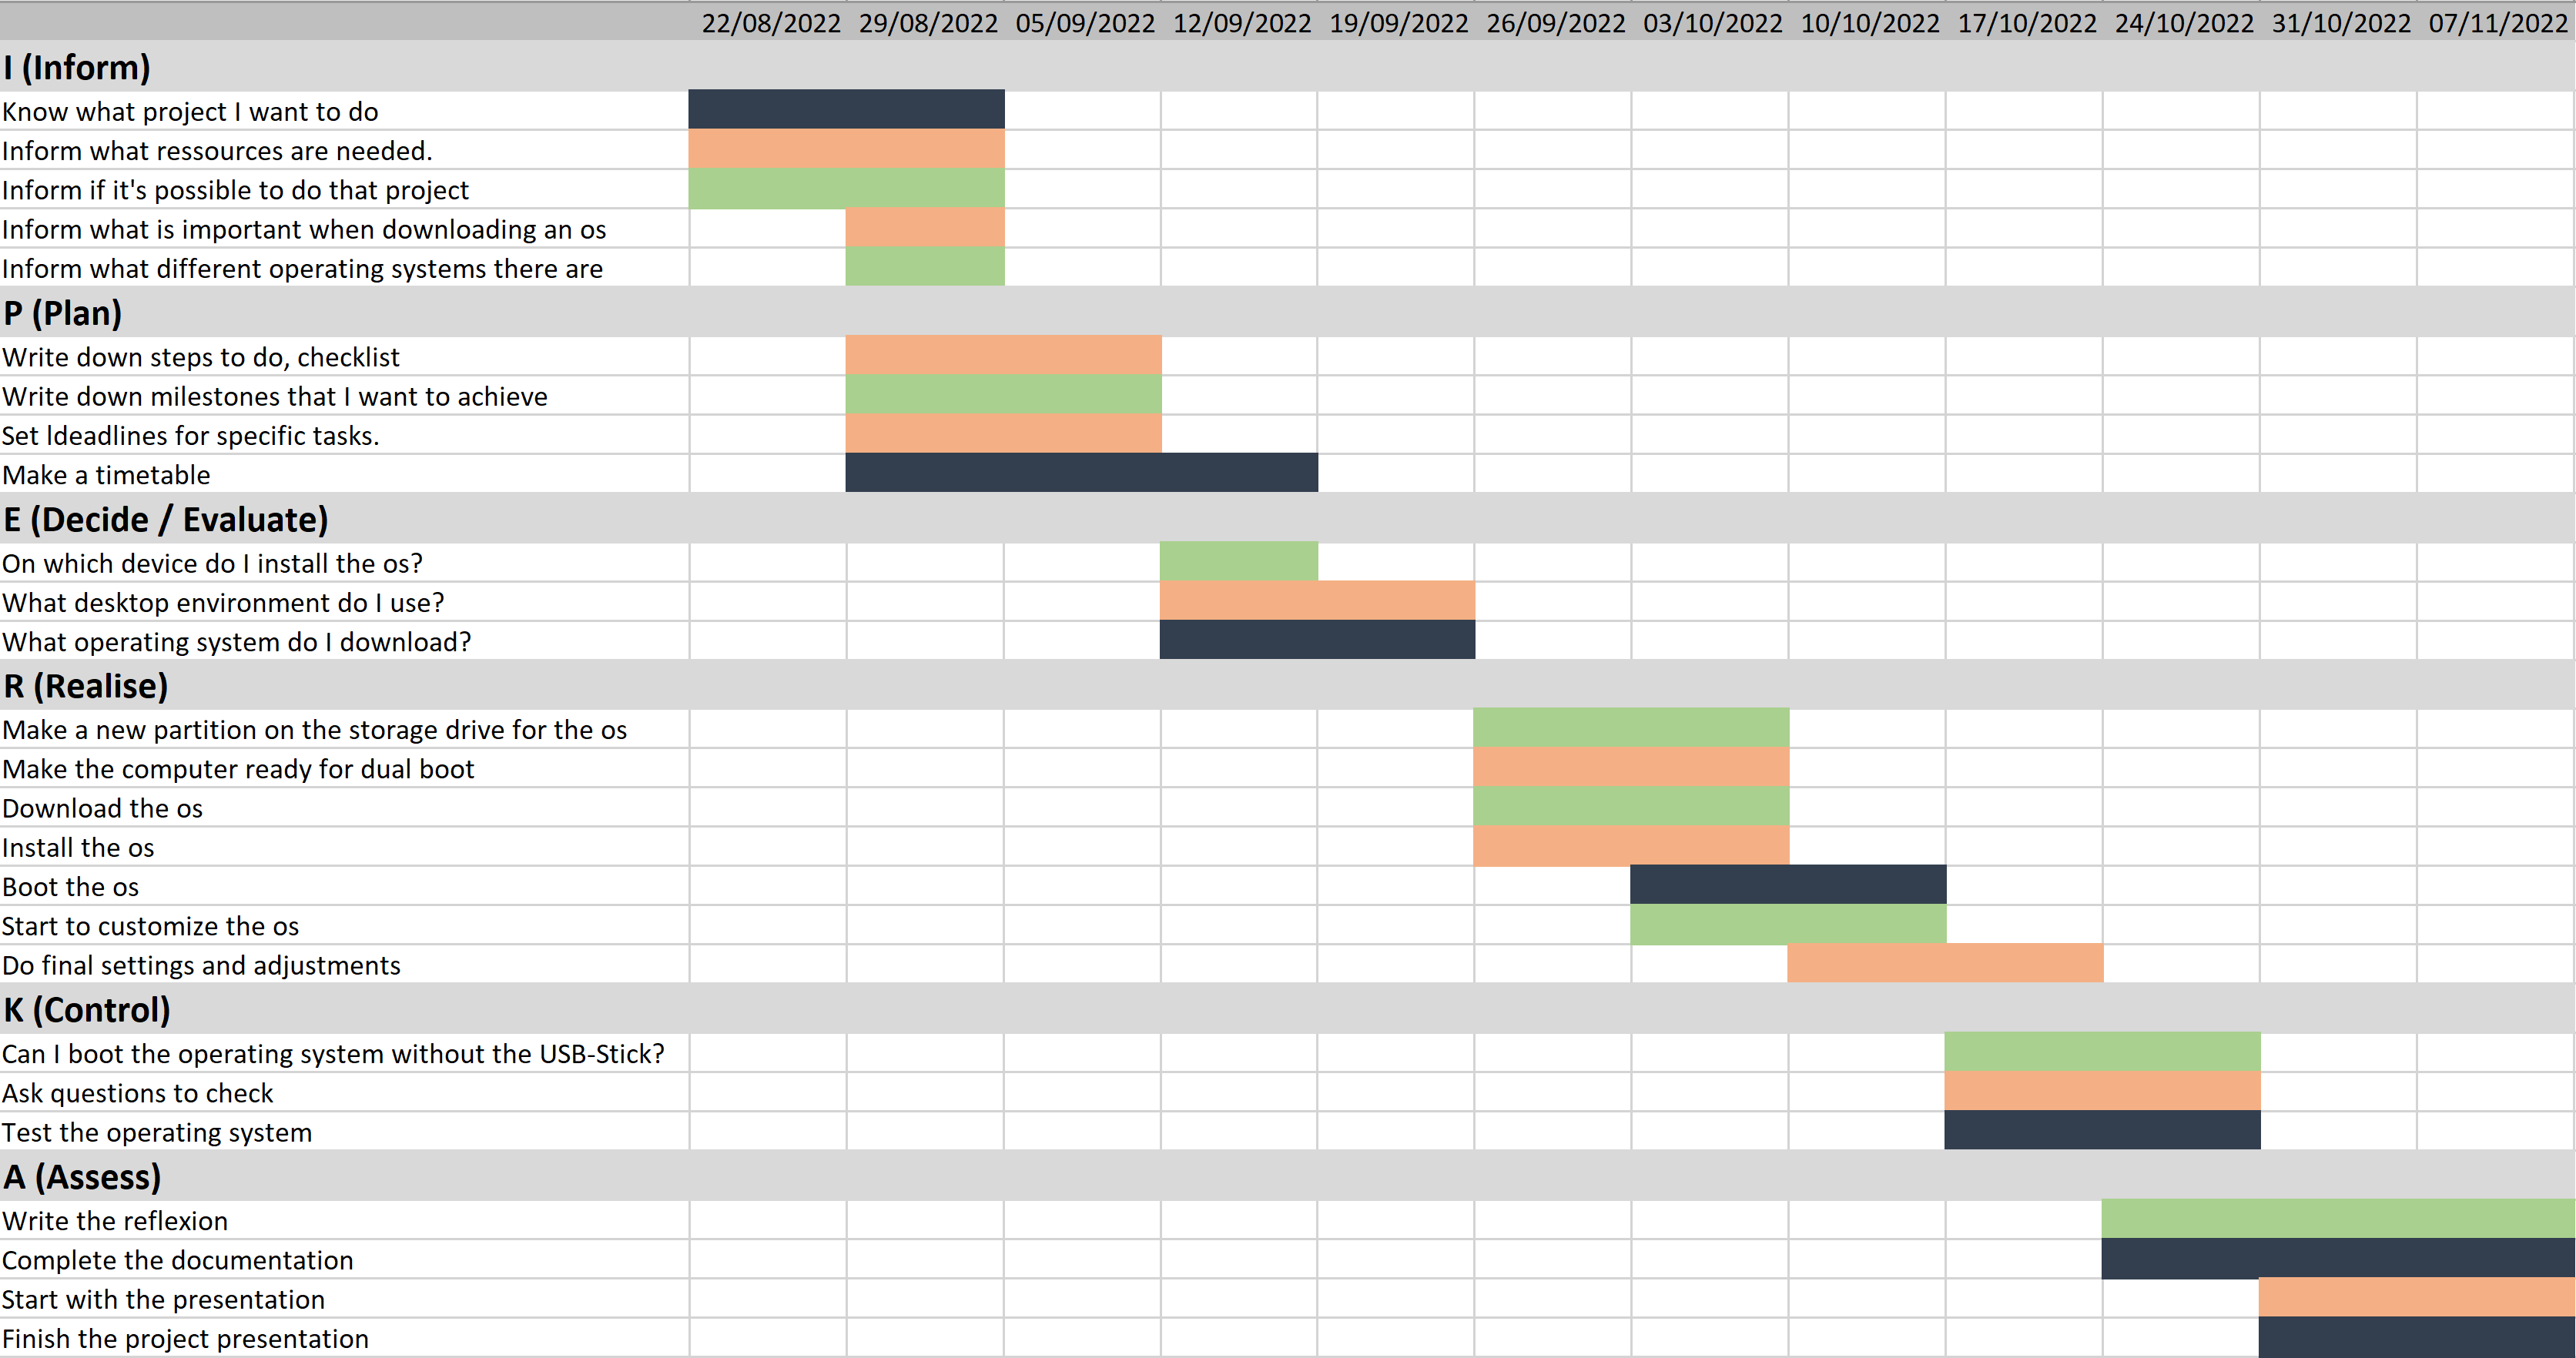 22/08/2022 29/08/2022 05/09/2022 12/09/2022 19/09/2022 26/09/2022 03/10/2022 10/10/2022 17/10/2022 24/10/2022 31/10/2022 07/11/2022
I (Inform)
Know what project I want to do
Inform what ressources are needed.
Inform if it's possible to do that project
Inform what is important when downloading an os
Inform what different operating systems there are
P (Plan)
Write down steps to do, checklist
Write down milestones that I want to achieve
Set ldeadlines for specific tasks.
Make a timetable
E (Decide / Evaluate)
On which device do I install the os?
What desktop environment do I use?
What operating system do I download?
R (Realise)
Make a new partition on the storage drive for the os
Make the computer ready for dual boot
Download the os
Install the os
Boot the os
Start to customize the os
Do final settings and adjustments
K (Control)
Can I boot the operating system without the USB-Stick?
Ask questions to check
Test the operating system
A (Assess)
Write the reflexion
Complete the documentation
Start with the presentation
Finish the project presentation